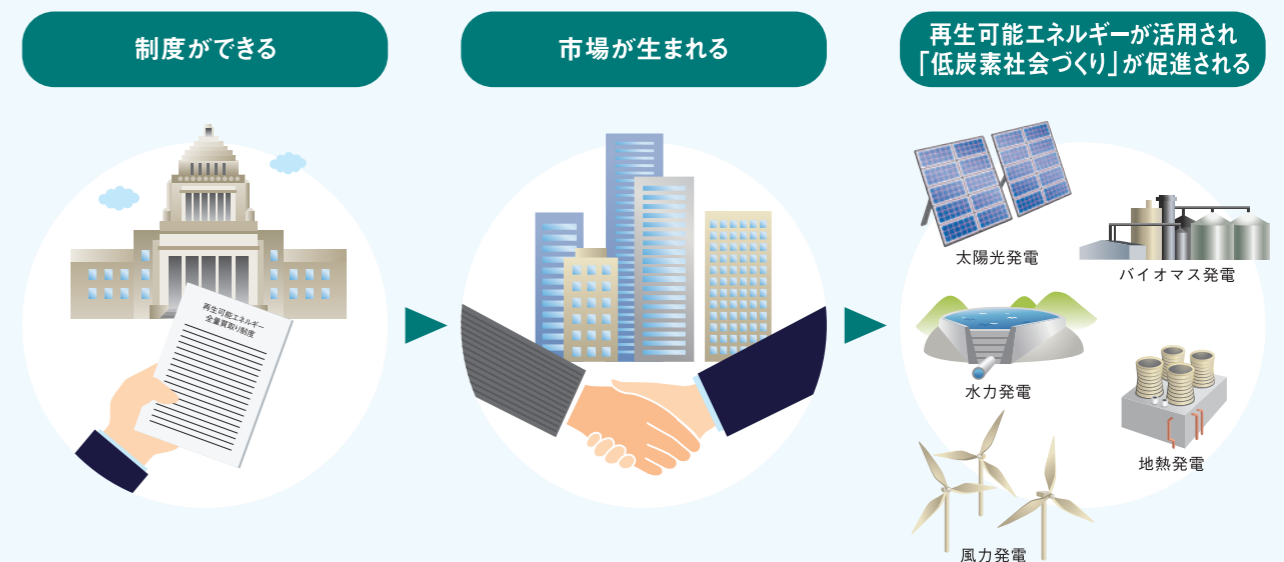 制度ができる
市場が生まれる
再生可能エネルギーが活用され
「低炭素社会づくり」が促進される
再生可能エネルギー
全量買取り制度
太陽光発電
バイオマス発電
水力発電
地熱発電
風力発電